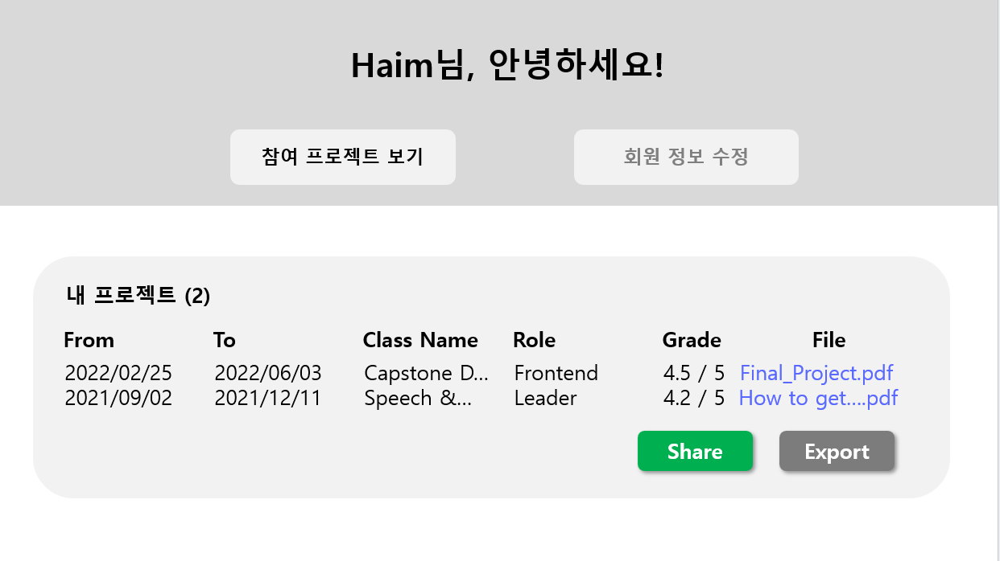 Haim님, 안녕하세요!
참여 프로젝트 보기 회원 정보 수정
내 프로젝트 (2)
From To Class Name Role Grade File
2022/02/25 2022/06/03 Capstone D... Frontend 4.5 / 5 Final_Project.pdf
2021/09/02 2021/12/11 Speech &... Leader 4.2 / 5 How to get....pdf
Share Export